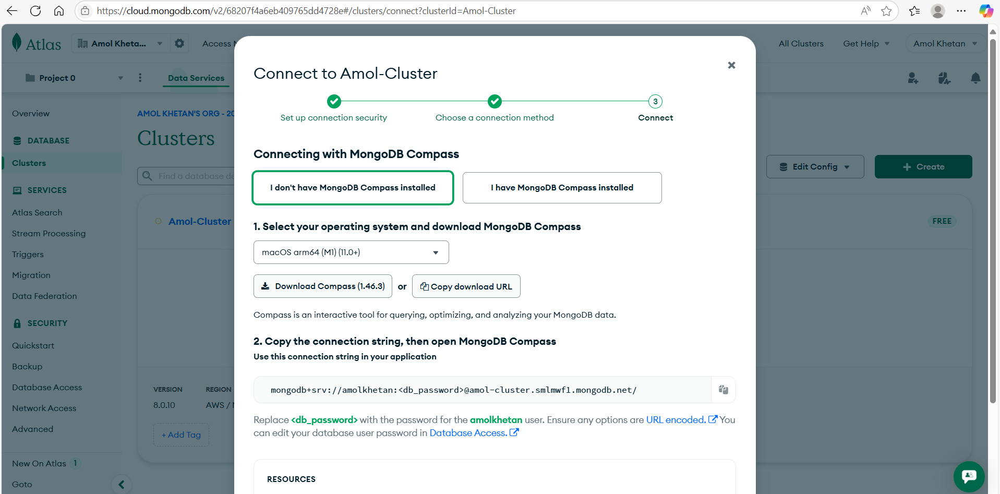 https://cloud.mongodb.com/v2/68207f4a6eb409765dd4728e#/clusters/connect?clusterId=Amol-Cluster
Atlas
Amol Kheta...
Access
All Clusters
Get Help
Amol Khetan
Project 0
Data Services
Overview
DATABASE
Clusters
SERVICES
Atlas Search
Stream Processing
Triggers
Migration
Data Federation
SECURITY
Quickstart
Backup
Database Access
Network Access
Advanced
New On Atlas 1
Goto
AMOL KHETAN'S ORG - 20
Clusters
Find a database de
Edit Config
+ Create
Amol-Cluster
FREE
VERSION
REGION
8.0.10
AWS /
+ Add Tag
Connect to Amol-Cluster
Set up connection security
Choose a connection method
3
Connect
Connecting with MongoDB Compass
I don't have MongoDB Compass installed
I have MongoDB Compass installed
1. Select your operating system and download MongoDB Compass
macOS arm64 (M1) (11.0+)
Download Compass (1.46.3) or Copy download URL
Compass is an interactive tool for querying, optimizing, and analyzing your MongoDB data.
2. Copy the connection string, then open MongoDB Compass
Use this connection string in your application
mongodb+srv://amolkhetan:<db_password>@amol-cluster.smlmwf1.mongodb.net/
Replace <db_password> with the password for the amolkhetan user. Ensure any options are URL encoded. You
can edit your database user password in Database Access.
RESOURCES